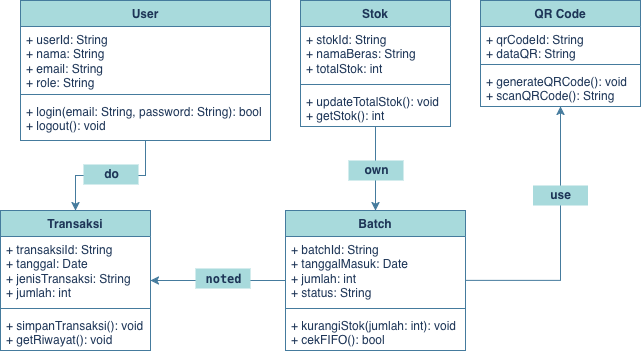 User
+ userId: String
+ nama: String
+ email: String
+ role: String
+ login(email: String, password: String): bool
+ logout(): void
Stok
+ stokId: String
+ namaBeras: String
+ totalStok: int
+ updateTotalStok(): void
+ getStok(): int
QR Code
+ qrCodeId: String
+ dataQR: String
+ generateQRCode(): void
+ scanQRCode(): String
do
own
use
Transaksi
+ transaksiId: String
+ tanggal: Date
+ jenisTransaksi: String
+ jumlah: int
+ simpanTransaksi(): void
+ getRiwayat(): void
noted
Batch
+ batchId: String
+ tanggalMasuk: Date
+ jumlah: int
+ status: String
+ kurangiStok(jumlah: int): void
+ cekFIFO(): bool